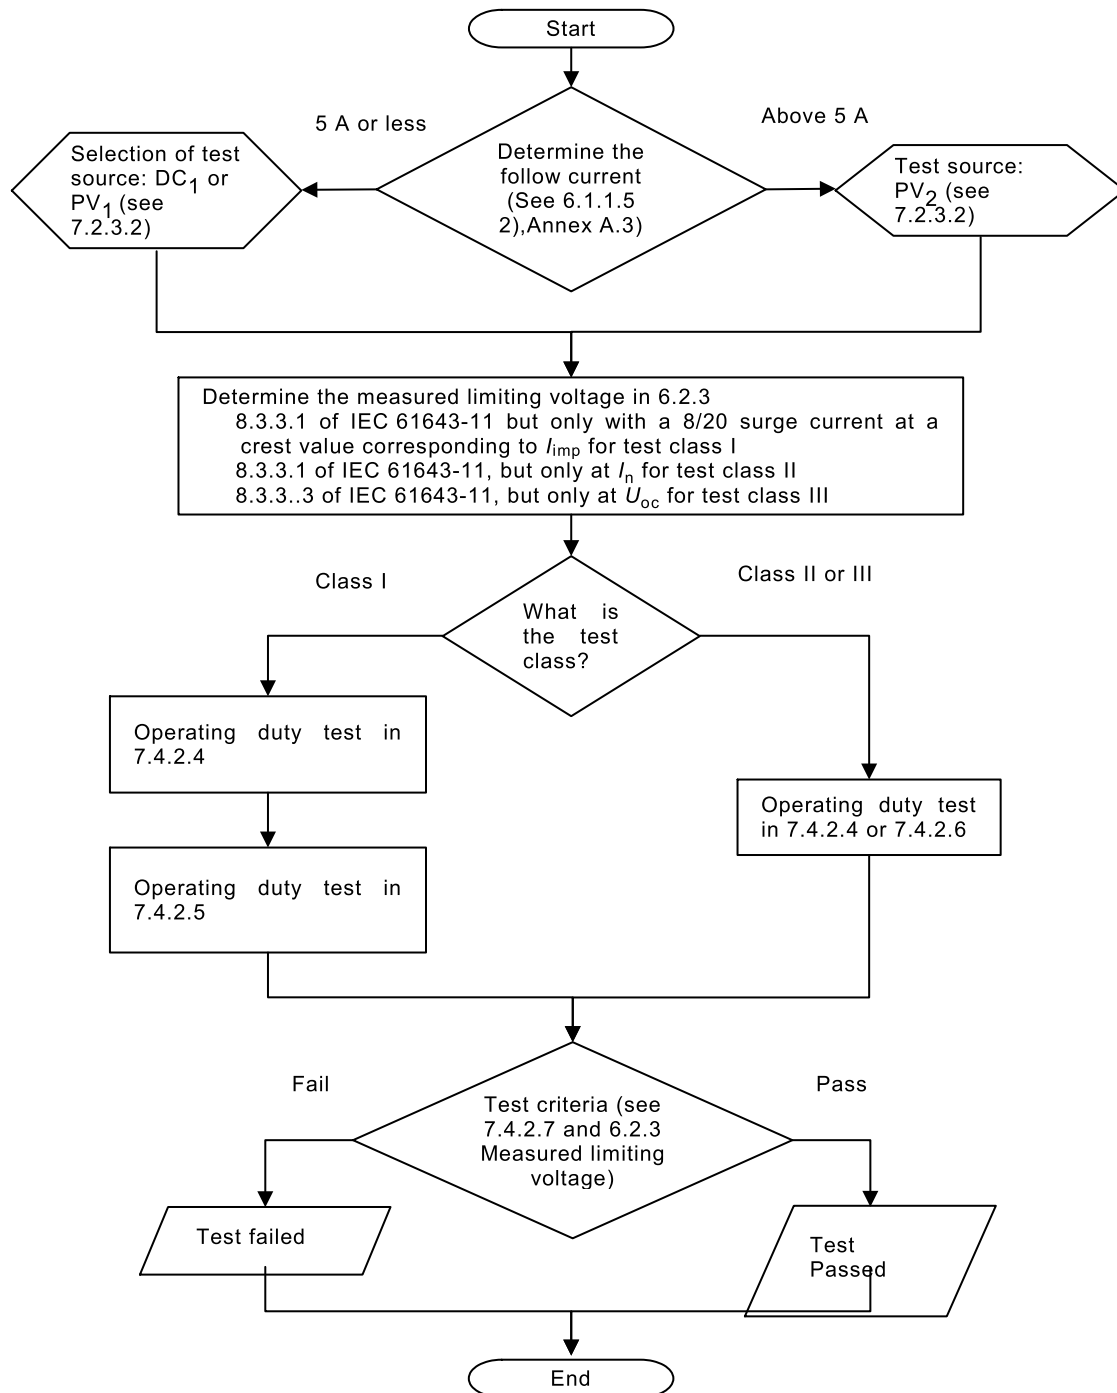 Start
5 A or less
Above 5 A
Selection of test
source: DC1 or
PV1 (see
7.2.3.2)
Determine the
follow current
(See 6.1.1.5
2),Annex A.3)
Test source:
PV2 (see
7.2.3.2)
Determine the measured limiting voltage in 6.2.3
8.3.3.1 of IEC 61643-11 but only with a 8/20 surge current at a
crest value corresponding to Iimp for test class I
8.3.3.1 of IEC 61643-11, but only at In for test class II
8.3.3..3 of IEC 61643-11, but only at Uoc for test class III
Class I
Class II or III
What is
the test
class?
Operating duty test in
7.4.2.4
Operating duty test
in 7.4.2.4 or 7.4.2.6
Operating duty test in
7.4.2.5
Fail
Pass
Test criteria (see
7.4.2.7 and 6.2.3
Measured limiting
voltage)
Test failed
Test
Passed
End